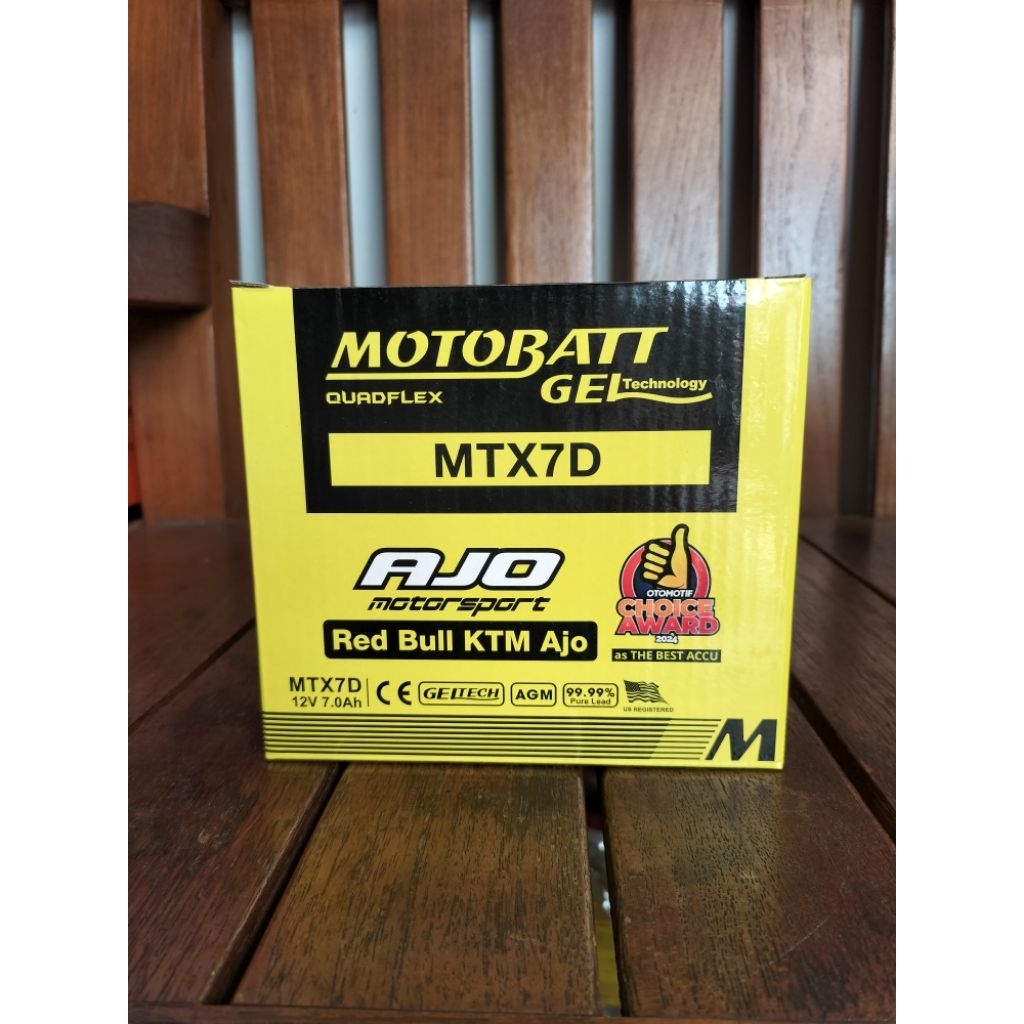 MOTOBATT
QUADFLEX
GEL Technology
MTX7D
AJO
motorsport
Red Bull KTM Ajo
OTOMOTIF
CHOICE
AWARD
2024
as THE BEST ACCU
MTX7D
12V 7.0Ah
CE
GELTECH
AGM
99.99%
Pure Lead
US REGISTERED
M